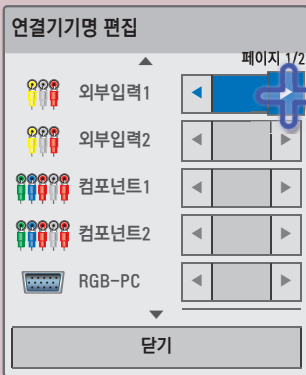 연결기기명 편집
페이지 1/2
외부입력1
외부입력2
컴포넌트1
컴포넌트2
RGB-PC
닫기